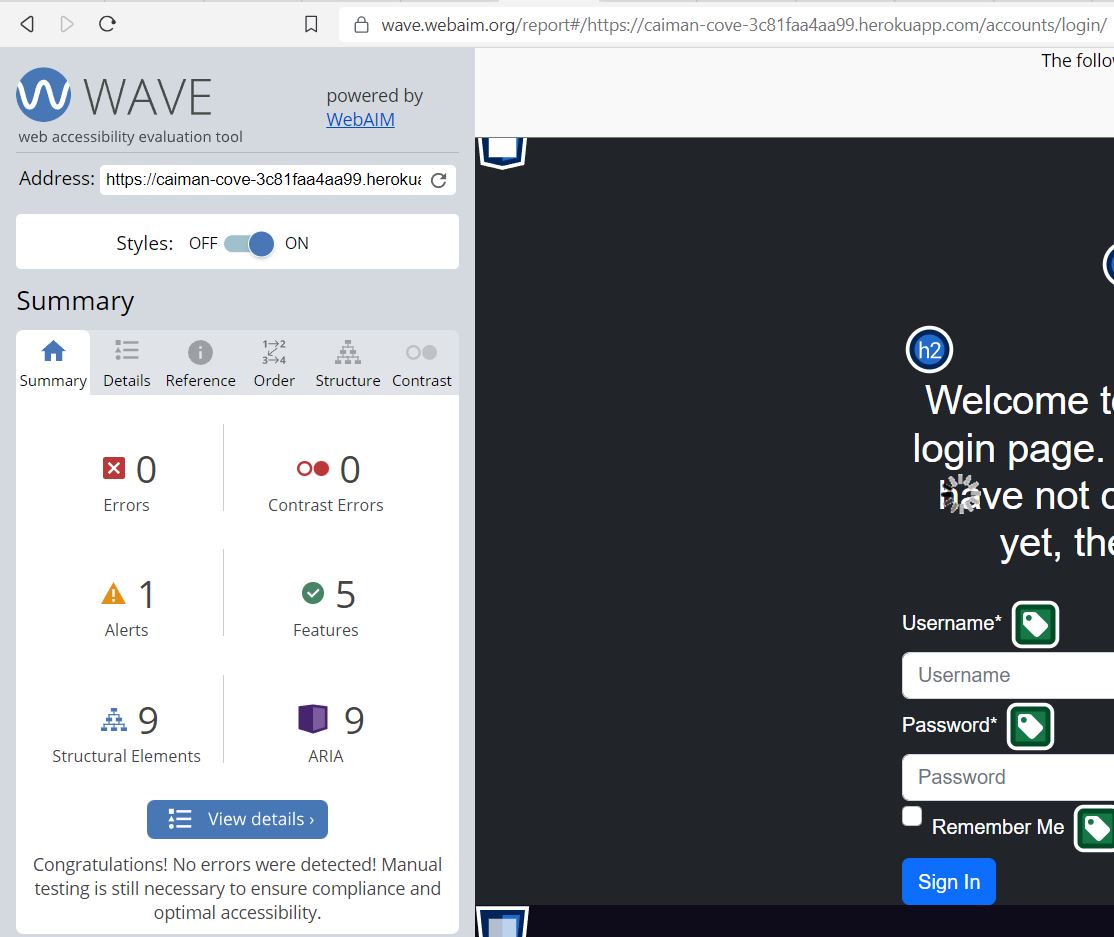 wave.webaim.org/report#/https://caiman-cove-3c81faa4aa99.herokuapp.com/accounts/login/
WAVE
powered by
WebAIM
web accessibility evaluation tool
Address: https://caiman-cove-3c81faa4aa99.heroku
Styles: OFF ON
Summary
Summary Details Reference Order Structure Contrast
1 2
3 4
0 0
Errors Contrast Errors
1 5
Alerts Features
9 9
Structural Elements ARIA
View details ›
Congratulations! No errors were detected! Manual
testing is still necessary to ensure compliance and
optimal accessibility.
The follo
h2
Welcome t
login page.
have not c
yet, the
Username*
Username
Password*
Password
Remember Me
Sign In